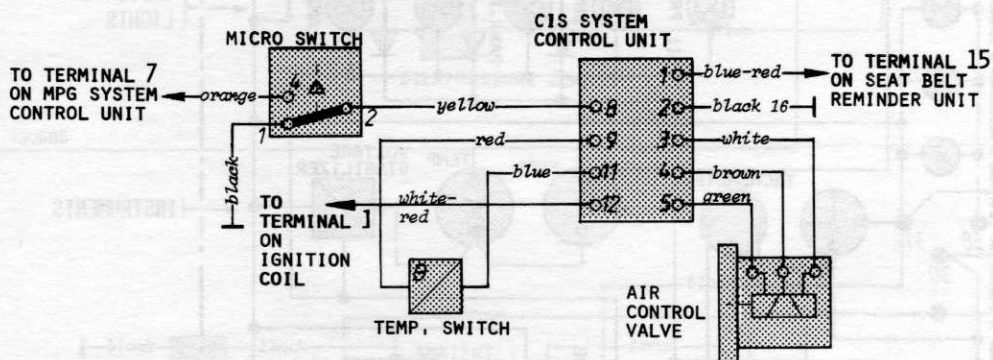 CIS SYSTEM
CONTROL UNIT
MICRO SWITCH
TO TERMINAL 7
ON MPG SYSTEM
CONTROL UNIT
orange
4
1
2
black
yellow
red
blue
white-
red
8
9
11
12
1
2
3
4
5
blue-red
black 16
white
brown
green
TO TERMINAL 15
ON SEAT BELT
REMINDER UNIT
TO
TERMINAL 1
ON
IGNITION
COIL
TEMP. SWITCH
AIR
CONTROL
VALVE